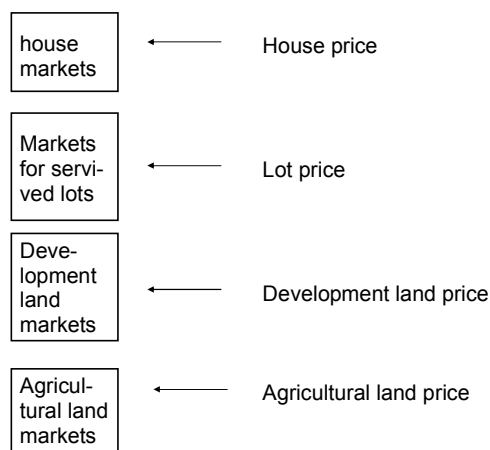 house
markets
House price
Markets
for servi-
ved lots
Lot price
Deve-
lopment
land
markets
Development land price
Agricul-
tural land
markets
Agricultural land price